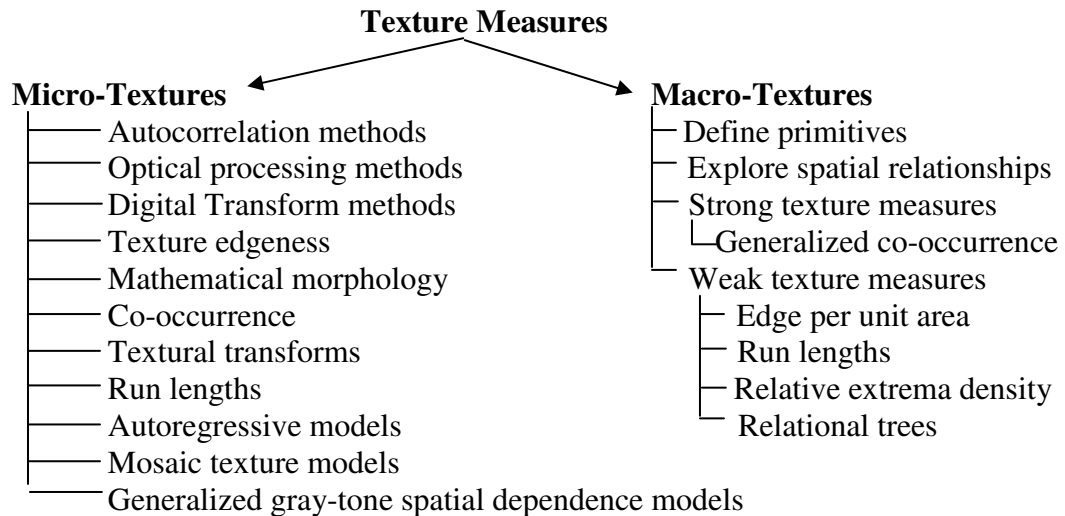 Texture Measures
Micro-Textures
Autocorrelation methods
Optical processing methods
Digital Transform methods
Texture edgeness
Mathematical morphology
Co-occurrence
Textural transforms
Run lengths
Autoregressive models
Mosaic texture models
Generalized gray-tone spatial dependence models
Macro-Textures
Define primitives
Explore spatial relationships
Strong texture measures
Generalized co-occurrence
Weak texture measures
Edge per unit area
Run lengths
Relative extrema density
Relational trees